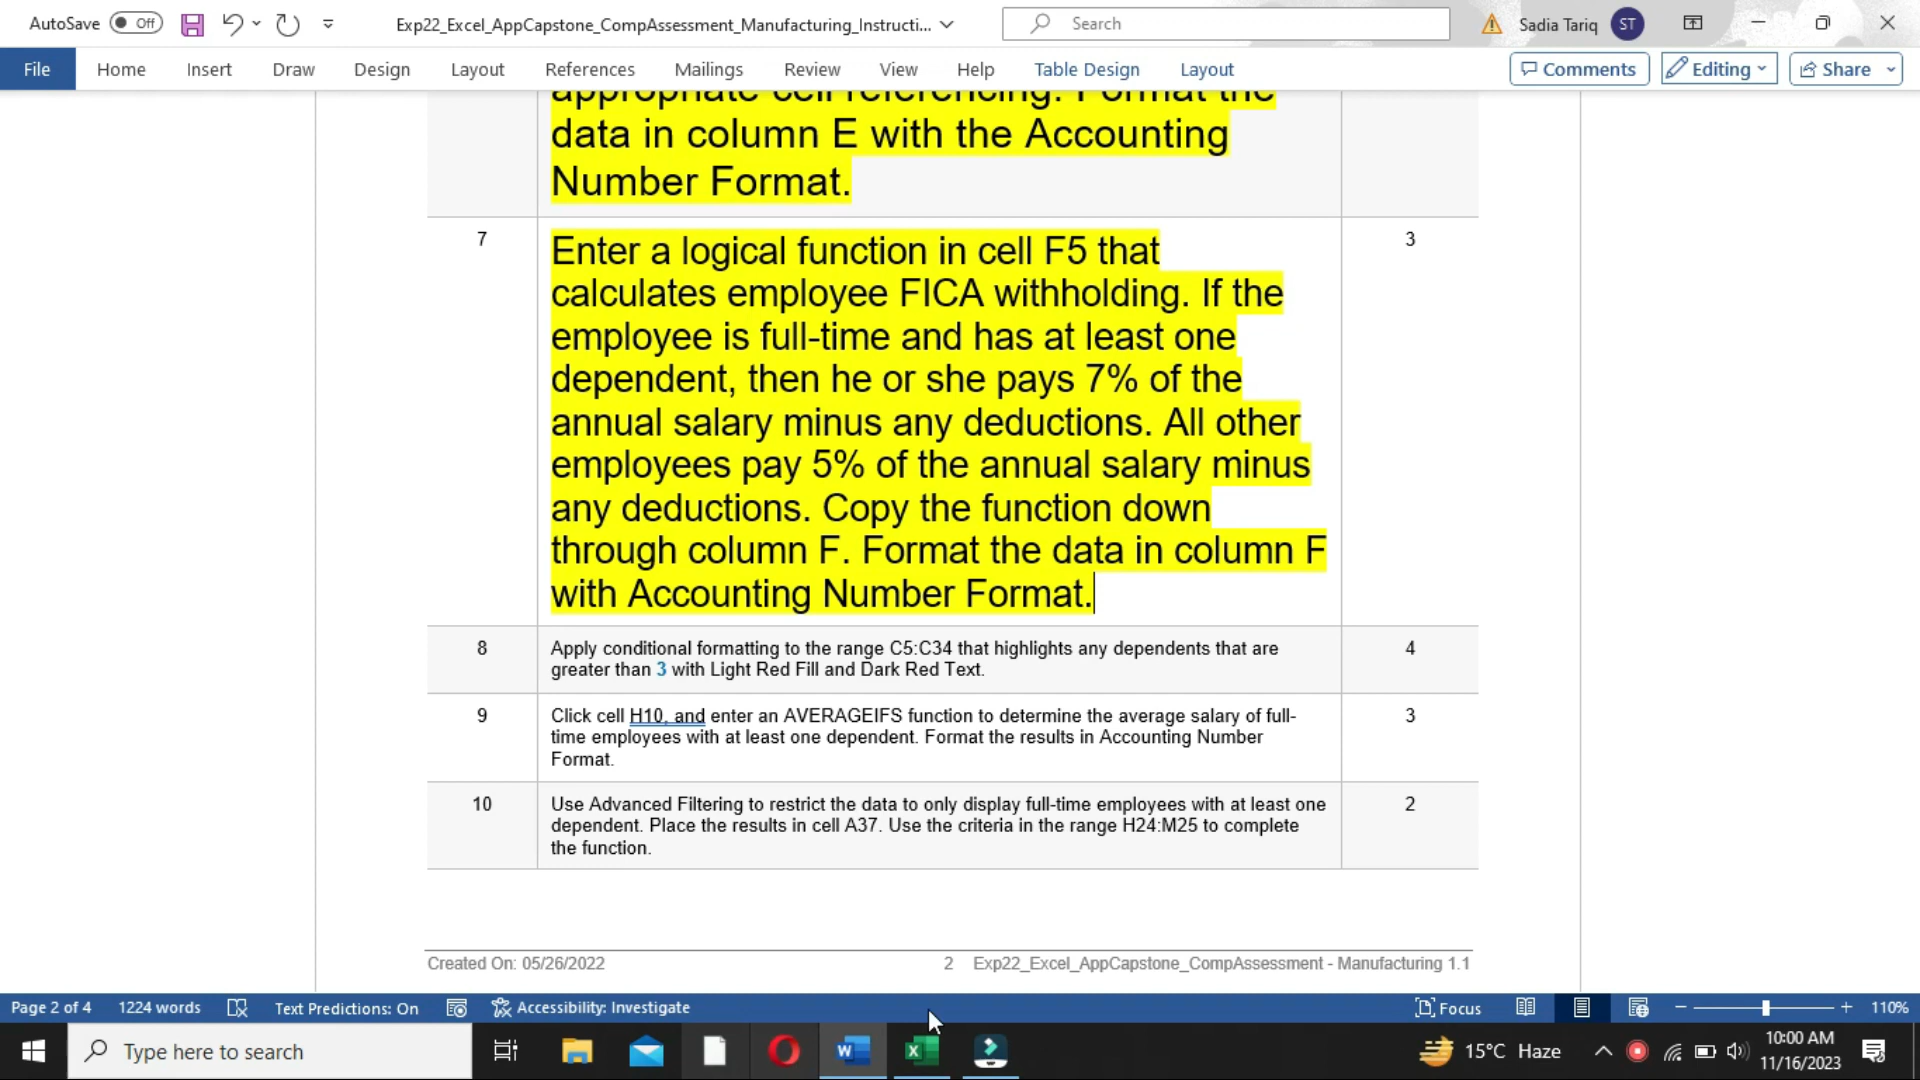 AutoSave Off Exp22_Excel_AppCapstone_CompAssessment_Manufacturing_Instructi... Search Sadia Tariq ST
File Home Insert Draw Design Layout References Mailings Review View Help Table Design Layout Comments Editing Share
appropriate cell referencing. Format the
data in column E with the Accounting
Number Format.
7 Enter a logical function in cell F5 that 3
calculates employee FICA withholding. If the
employee is full-time and has at least one
dependent, then he or she pays 7% of the
annual salary minus any deductions. All other
employees pay 5% of the annual salary minus
any deductions. Copy the function down
through column F. Format the data in column F
with Accounting Number Format.
8 Apply conditional formatting to the range C5:C34 that highlights any dependents that are 4
greater than 3 with Light Red Fill and Dark Red Text.
9 Click cell H10, and enter an AVERAGEIFS function to determine the average salary of full- 3
time employees with at least one dependent. Format the results in Accounting Number
Format.
10 Use Advanced Filtering to restrict the data to only display full-time employees with at least one 2
dependent. Place the results in cell A37. Use the criteria in the range H24:M25 to complete
the function.
Created On: 05/26/2022 2 Exp22_Excel_AppCapstone_CompAssessment - Manufacturing 1.1
Page 2 of 4 1224 words Text Predictions: On Accessibility: Investigate Focus 110%
Type here to search 15°C Haze 10:00 AM
11/16/2023